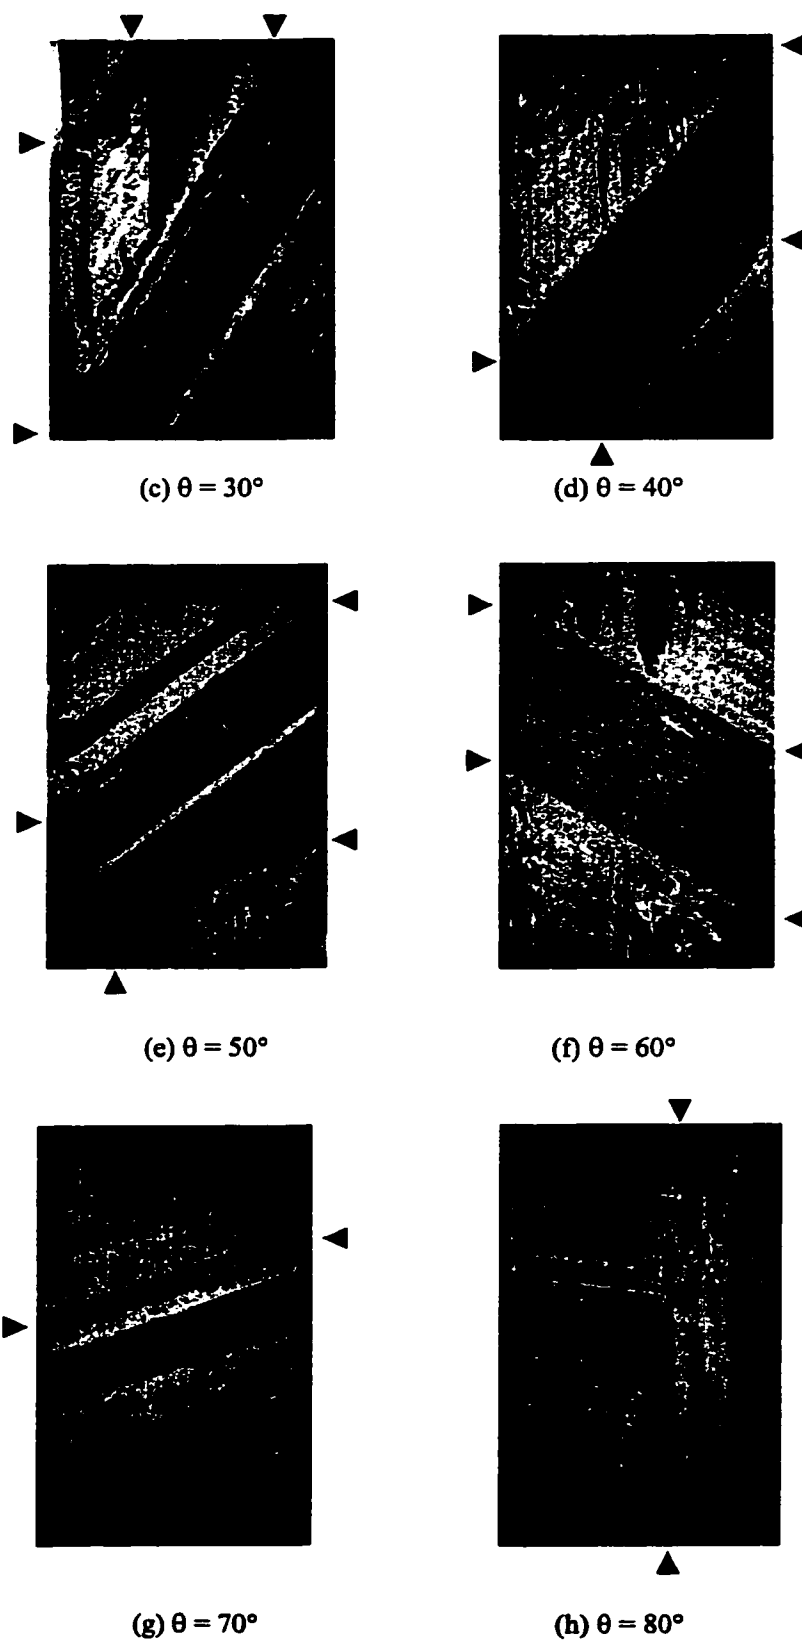 (c) θ = 30°
(d) θ = 40°
(e) θ = 50°
(f) θ = 60°
(g) θ = 70°
(h) θ = 80°